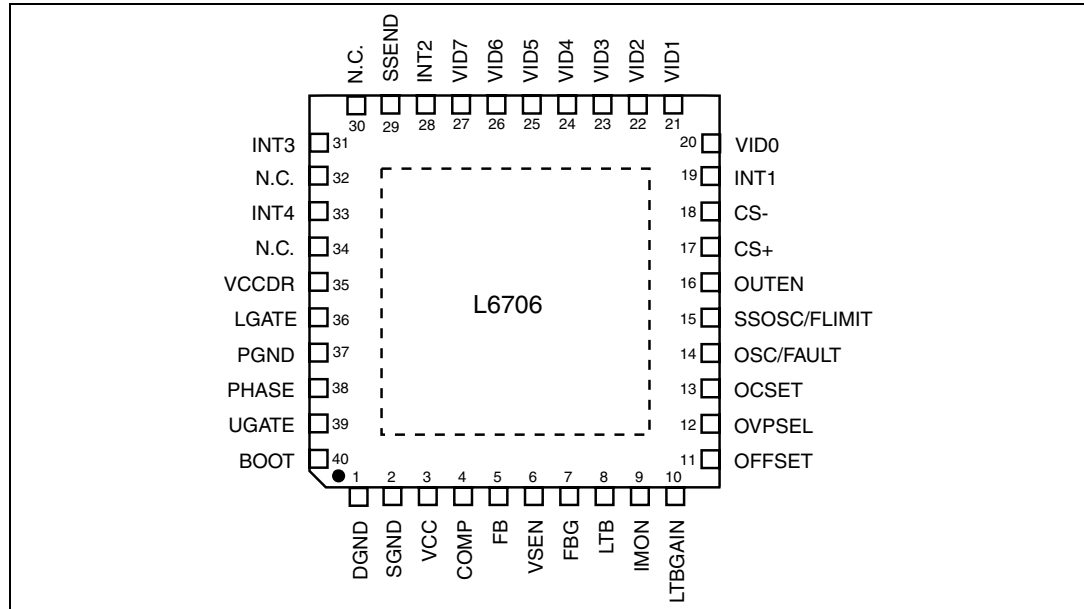 N.C. SSEND INT2 VID7 VID6 VID5 VID4 VID3 VID2 VID1
30 29 28 27 26 25 24 23 22 21
INT3 31 20 VID0
N.C. 32 19 INT1
INT4 33 18 CS-
N.C. 34 17 CS+
VCCDR 35 16 OUTEN
L6706
LGATE 36 15 SSOSC/FLIMIT
PGND 37 14 OSC/FAULT
PHASE 38 13 OCSET
UGATE 39 12 OVPSEL
BOOT 40 11 OFFSET
1 2 3 4 5 6 7 8 9 10
DGND SGND VCC COMP FB VSEN FBG LTB IMON LTBGAIN